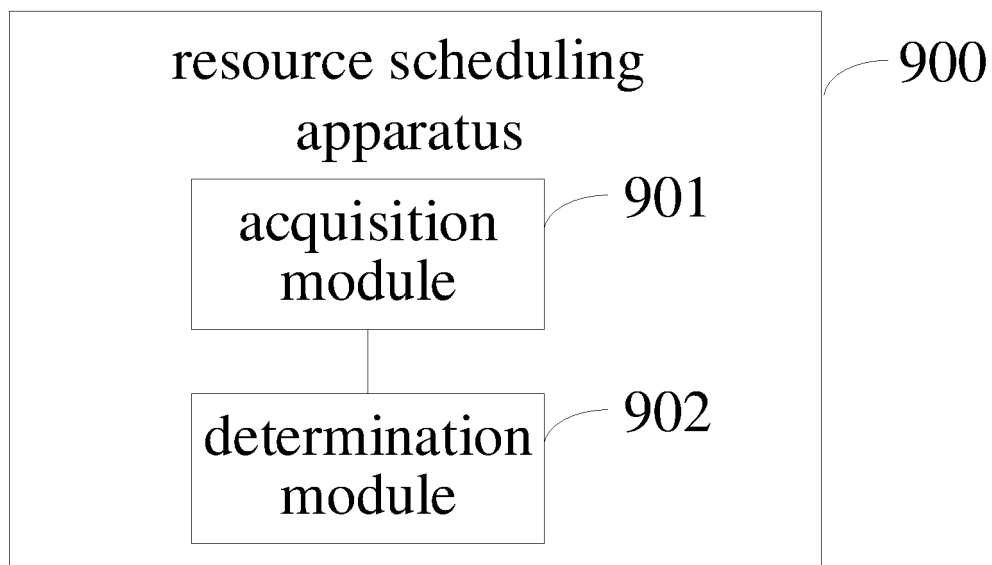 resource scheduling
900
apparatus
901
acquisition
module
902
determination
module